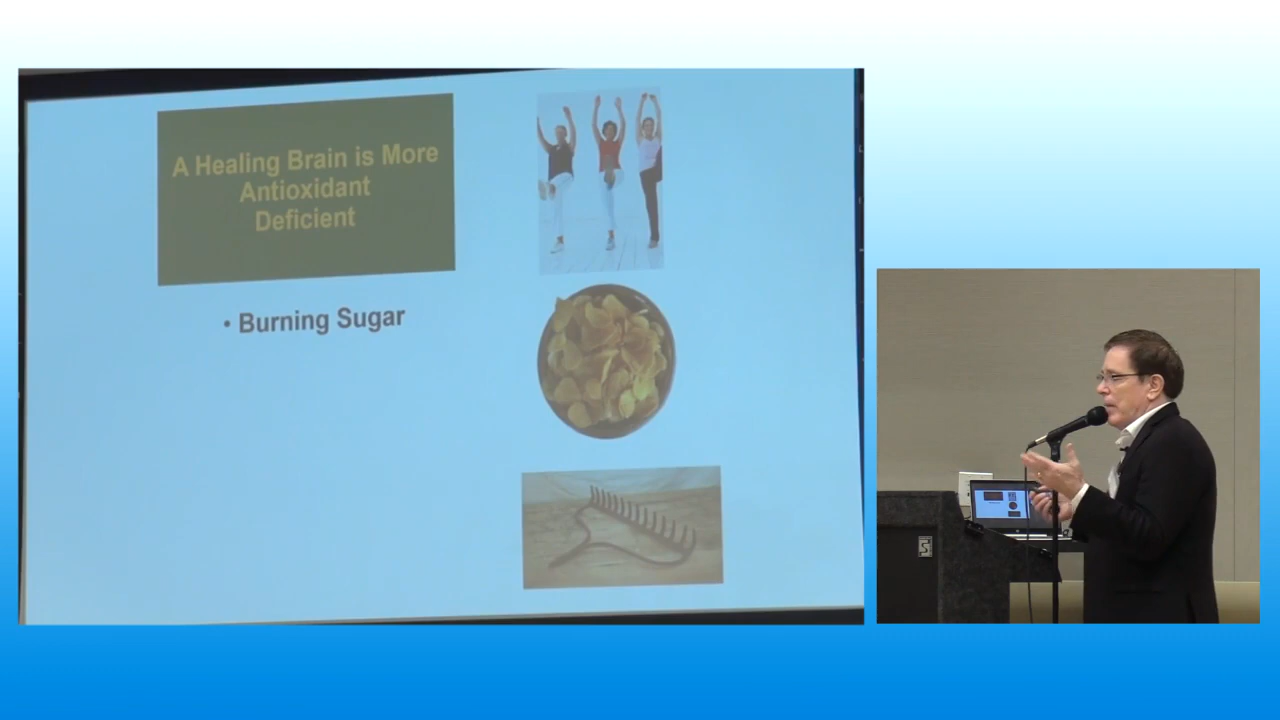 A Healing Brain is More
Antioxidant
Deficient
• Burning Sugar